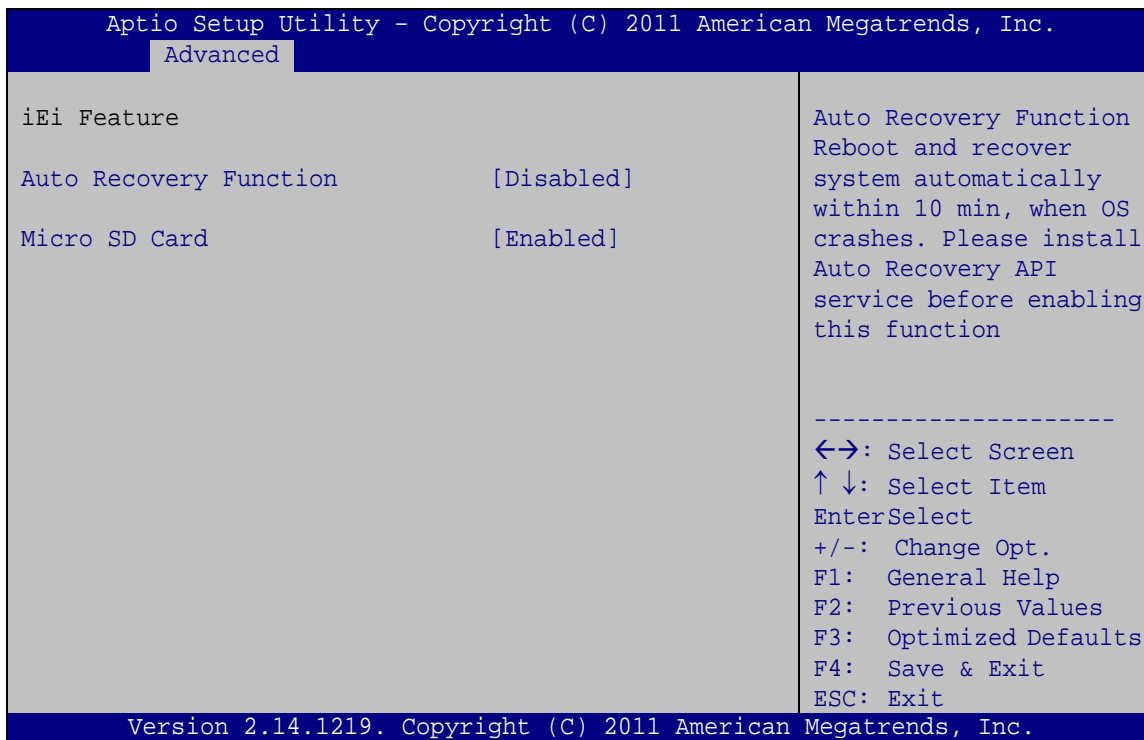 Aptio Setup Utility – Copyright (C) 2011 American Megatrends, Inc.
Advanced
iEi Feature
Auto Recovery Function [Disabled]
Micro SD Card [Enabled]
Auto Recovery Function
Reboot and recover
system automatically
within 10 min, when OS
crashes. Please install
Auto Recovery API
service before enabling
this function
---------------------
←→: Select Screen
↑ ↓: Select Item
EnterSelect
+/-: Change Opt.
F1: General Help
F2: Previous Values
F3: Optimized Defaults
F4: Save & Exit
ESC: Exit
Version 2.14.1219. Copyright (C) 2011 American Megatrends, Inc.